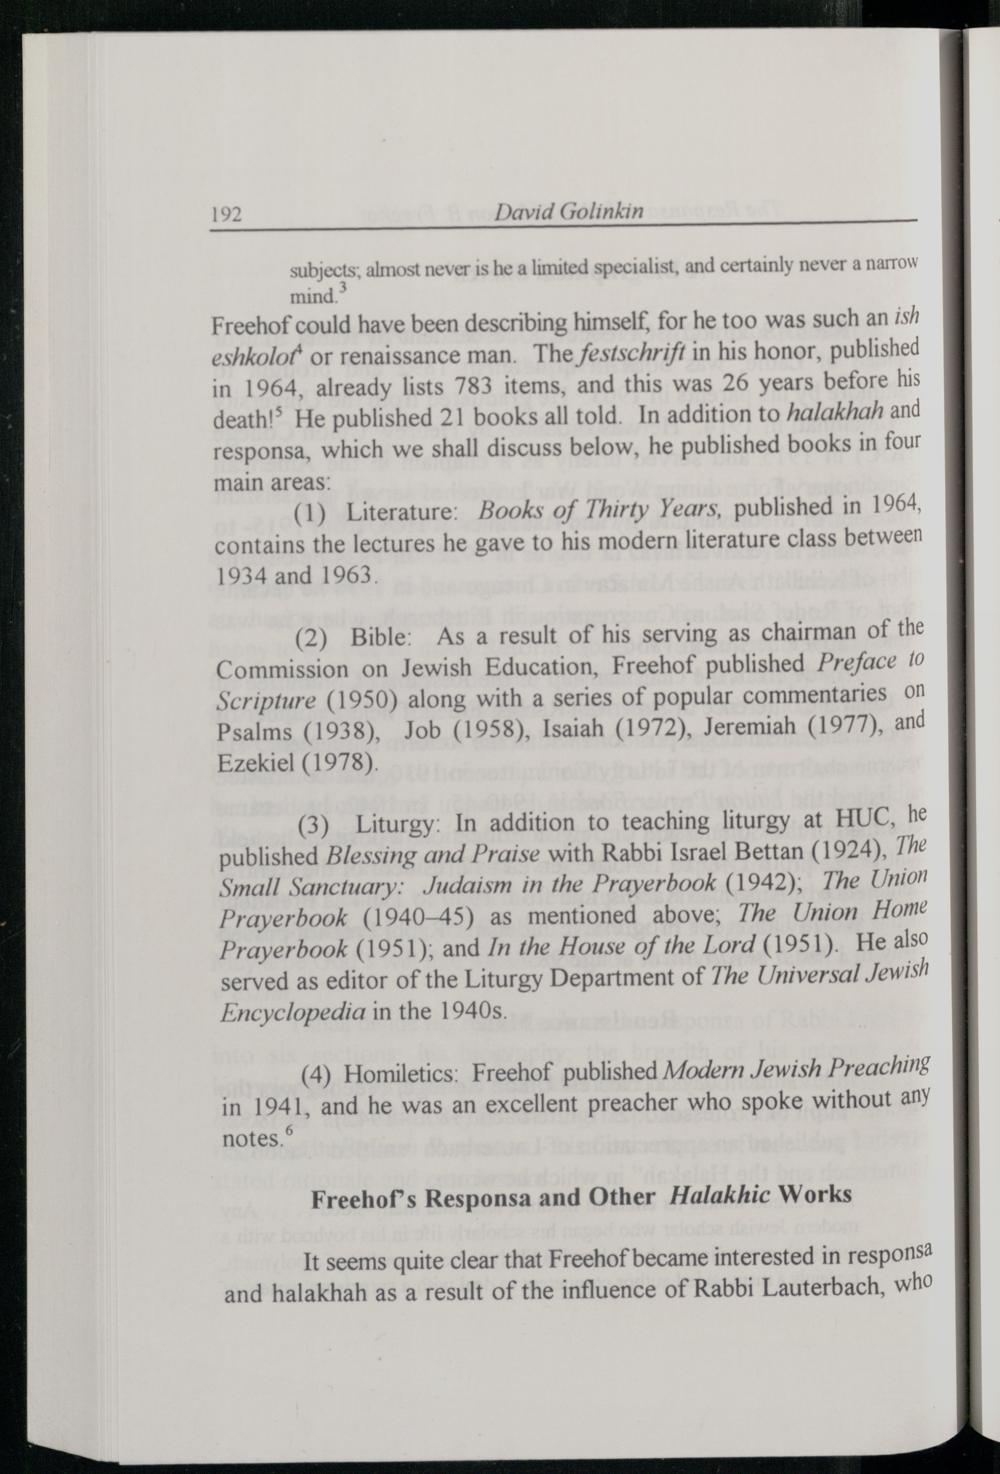 192 David Golinkin
subjects; almost never is he a limited specialist, and certainly never a narrow
mind.3
Freehof could have been describing himself, for he too was such an ish
eshkolot4 or renaissance man. The festschrift in his honor, published
in 1964, already lists 783 items, and this was 26 years before his
death!5 He published 21 books all told. In addition to halakhah and
responsa, which we shall discuss below, he published books in four
main areas:
(1) Literature: Books of Thirty Years, published in 1964,
contains the lectures he gave to his modern literature class between
1934 and 1963.
(2) Bible: As a result of his serving as chairman of the
Commission on Jewish Education, Freehof published Preface to
Scripture (1950) along with a series of popular commentaries on
Psalms (1938), Job (1958), Isaiah (1972), Jeremiah (1977), and
Ezekiel (1978).
(3) Liturgy: In addition to teaching liturgy at HUC, he
published Blessing and Praise with Rabbi Israel Bettan (1924), The
Small Sanctuary: Judaism in the Prayerbook (1942); The Union
Prayerbook (1940–45) as mentioned above; The Union Home
Prayerbook (1951); and In the House of the Lord (1951). He also
served as editor of the Liturgy Department of The Universal Jewish
Encyclopedia in the 1940s.
(4) Homiletics: Freehof published Modern Jewish Preaching
in 1941, and he was an excellent preacher who spoke without any
notes.6
Freehof's Responsa and Other Halakhic Works
It seems quite clear that Freehof became interested in responsa
and halakhah as a result of the influence of Rabbi Lauterbach, who